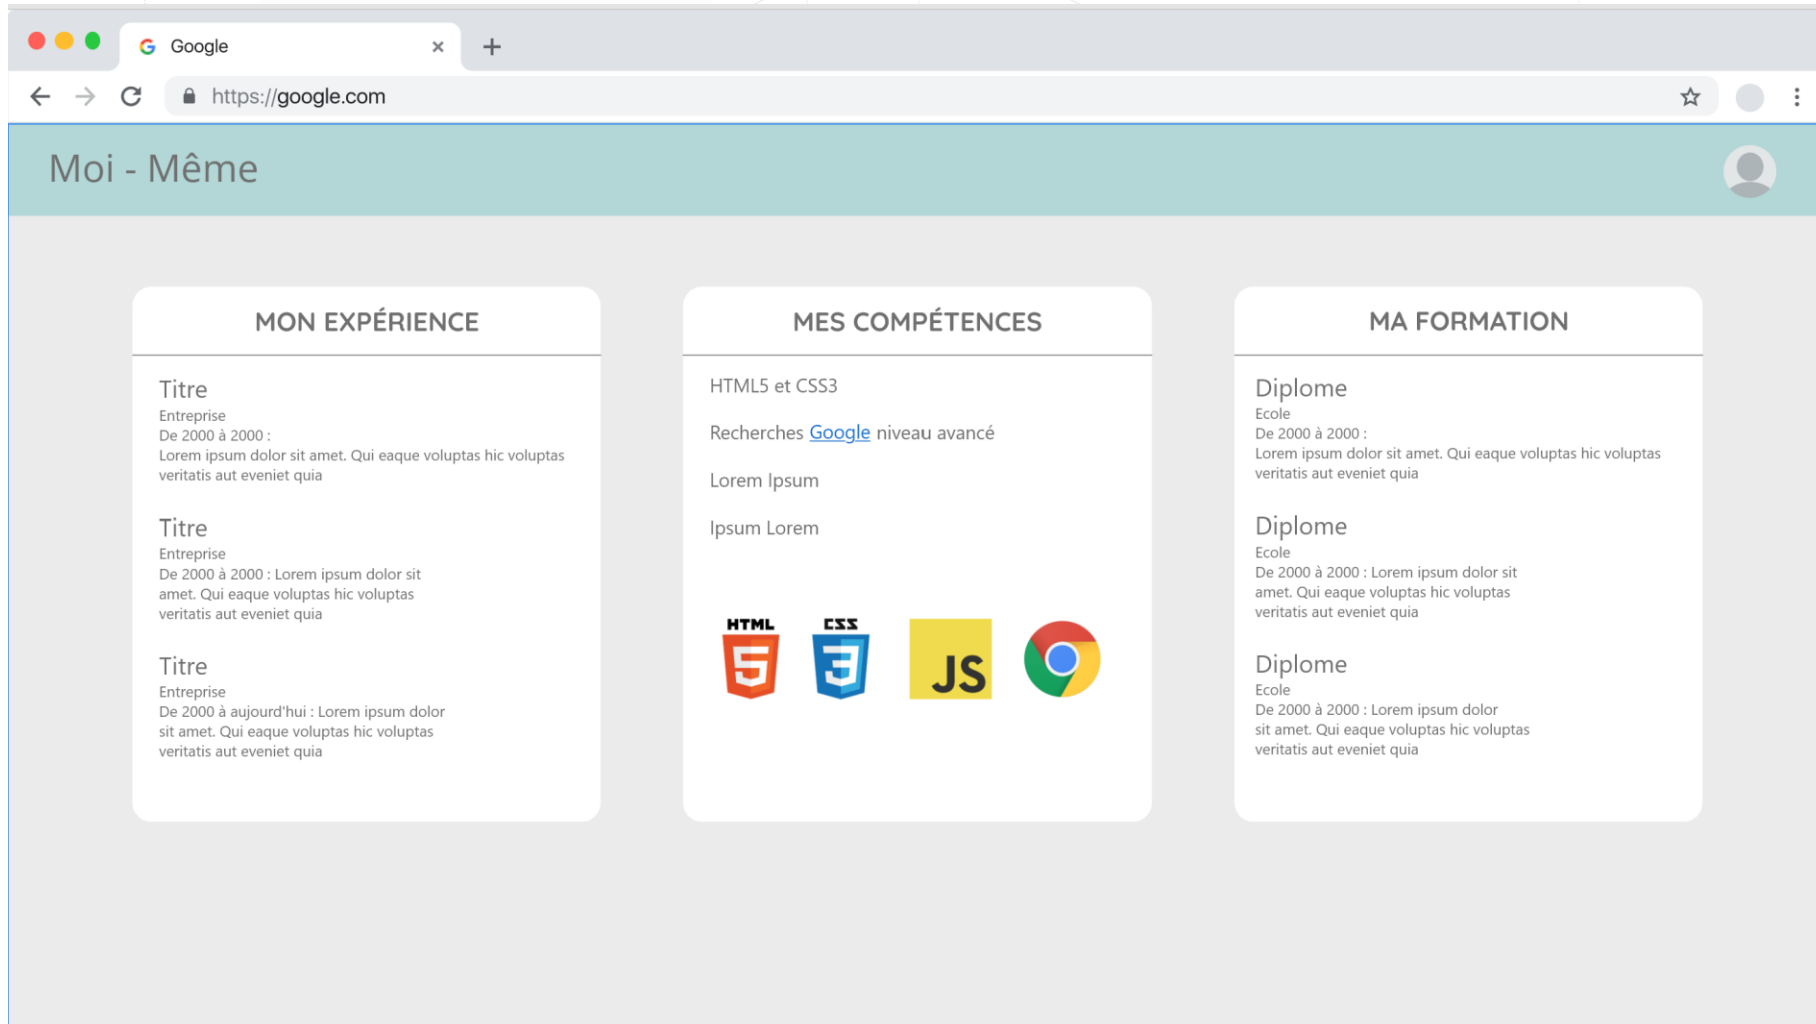 Google
https://google.com
Moi - Même
MON EXPÉRIENCE
Titre
Entreprise
De 2000 à 2000 :
Lorem ipsum dolor sit amet. Qui eaque voluptas hic voluptas
veritatis aut eveniet quia
Titre
Entreprise
De 2000 à 2000 : Lorem ipsum dolor sit
amet. Qui eaque voluptas hic voluptas
veritatis aut eveniet quia
Titre
Entreprise
De 2000 à aujourd'hui : Lorem ipsum dolor
sit amet. Qui eaque voluptas hic voluptas
veritatis aut eveniet quia
MES COMPÉTENCES
HTML5 et CSS3
Recherches Google niveau avancé
Lorem Ipsum
Ipsum Lorem
HTML CSS
5 3 JS
MA FORMATION
Diplome
Ecole
De 2000 à 2000 :
Lorem ipsum dolor sit amet. Qui eaque voluptas hic voluptas
veritatis aut eveniet quia
Diplome
Ecole
De 2000 à 2000 : Lorem ipsum dolor sit
amet. Qui eaque voluptas hic voluptas
veritatis aut eveniet quia
Diplome
Ecole
De 2000 à 2000 : Lorem ipsum dolor
sit amet. Qui eaque voluptas hic voluptas
veritatis aut eveniet quia